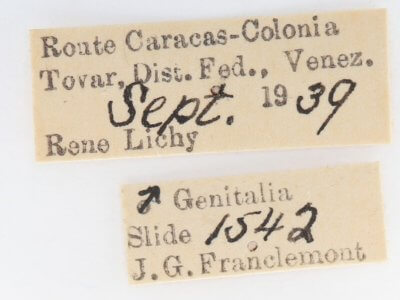 Route Caracas-Colonia
Tovar, Dist. Fed., Venez.
Sept. 1939
Rene Lichy
♂ Genitalia
Slide 1542
J. G. Franclemont